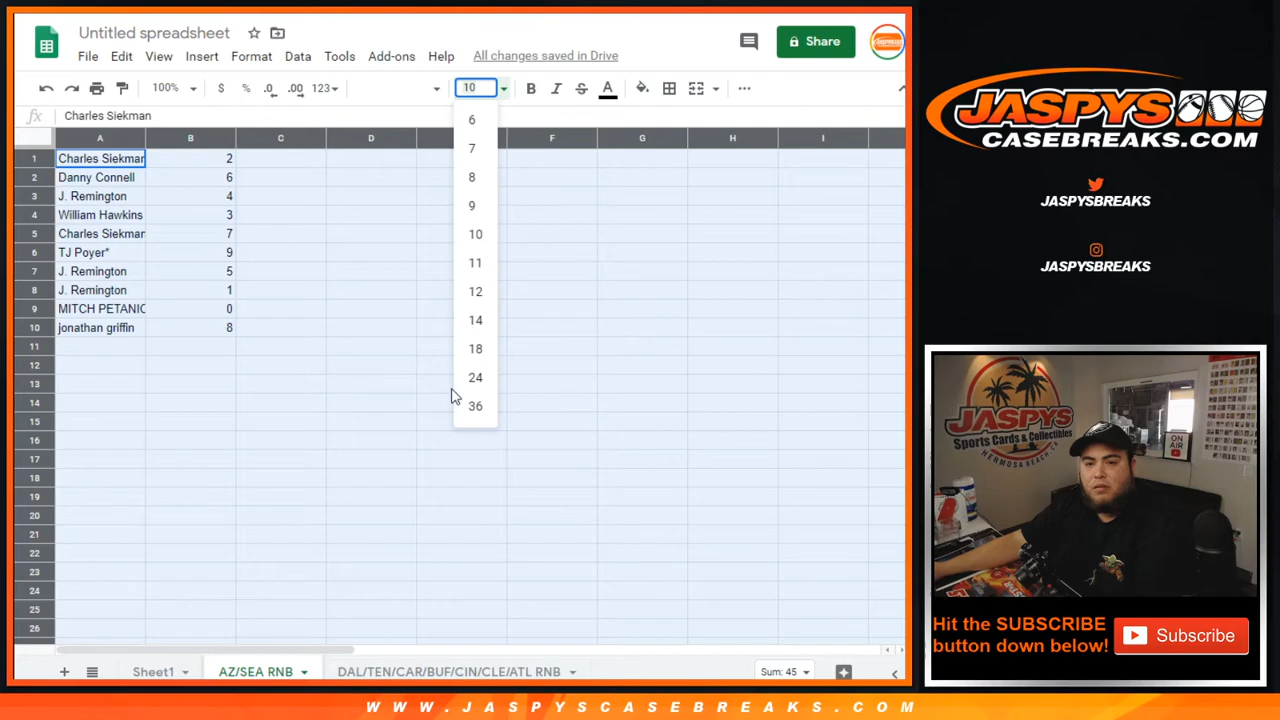 Untitled spreadsheet
File Edit View Insert Format Data Tools Add-ons Help All changes saved in Drive
Share
100% $ % .0 .00 123 10
fx Charles Siekman
A B C D F G H I
1 Charles Siekman 2
2 Danny Connell 6
3 J. Remington 4
4 William Hawkins 3
5 Charles Siekman 7
6 TJ Poyer* 9
7 J. Remington 5
8 J. Remington 1
9 MITCH PETANIC 0
10 jonathan griffin 8
11
12
13
14
15
16
17
18
19
20
21
22
23
24
25
26
6
7
8
9
10
11
12
14
18
24
36
Sheet1 AZ/SEA RNB DAL/TEN/CAR/BUF/CIN/CLE/ATL RNB Sum: 45
JASPYS
CASEBREAKS.COM
JASPYSBREAKS
JASPYSBREAKS
JASPYS
Sports Cards & Collectibles
HERMOSA BEACH CA
ON
AIR
Hit the SUBSCRIBE
button down below!
Subscribe
WWW.JASPYSCASEBREAKS.COM